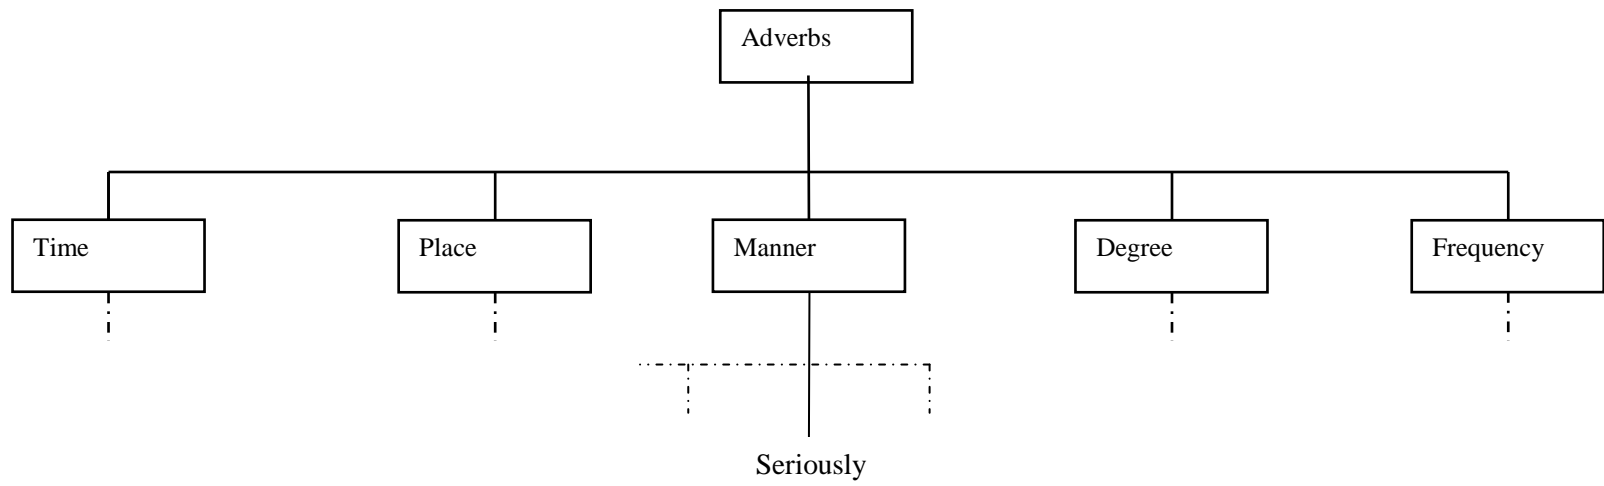 Adverbs
Time
Place
Manner
Degree
Frequency
Seriously